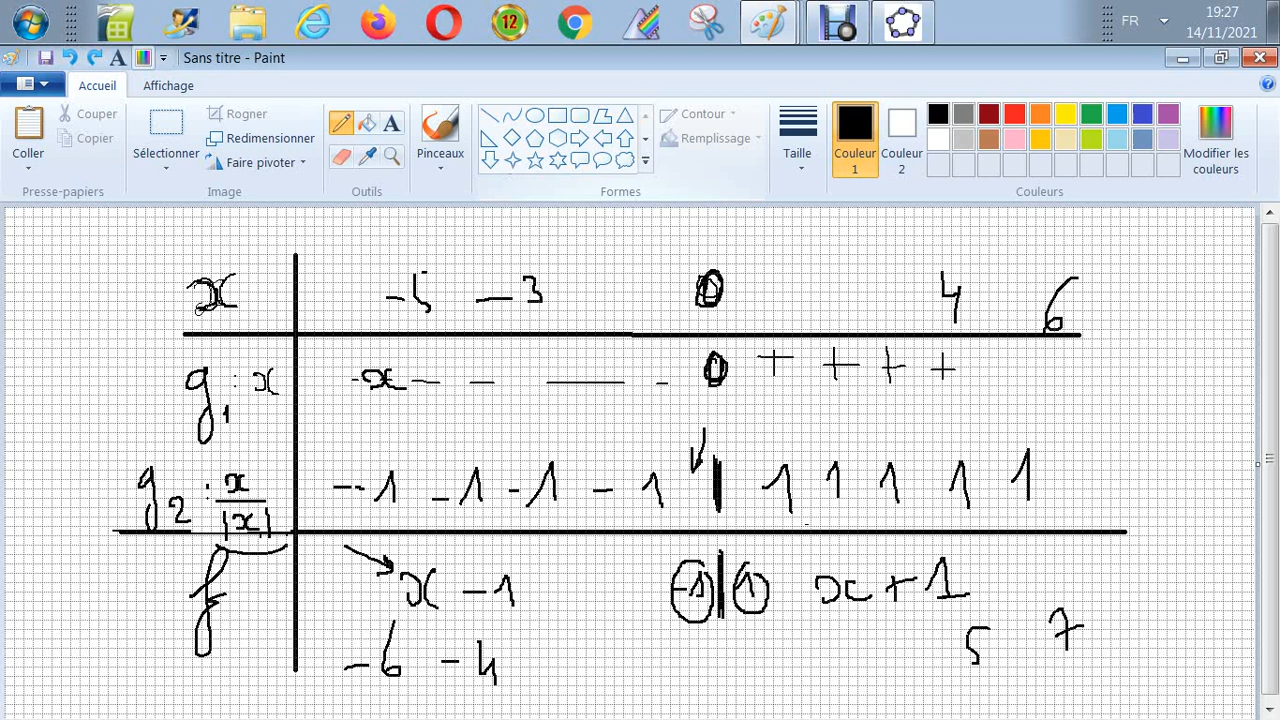 12
FR
19:27
14/11/2021
Sans titre - Paint
Accueil
Affichage
Coller
Couper
Copier
Presse-papiers
Sélectionner
Rogner
Redimensionner
Faire pivoter
Image
A
Outils
Pinceaux
Contour
Remplissage
Formes
Taille
Couleur 1
Couleur 2
Modifier les couleurs
Couleurs
x -5 -3 0 4 6
g1 : x -x - - - - 0 + + + +
g2 : x/|x| -1 -1 -1 -1 || 1 1 1 1 1
f x - 1 -1 || 1 x + 1
-6 -4 5 7